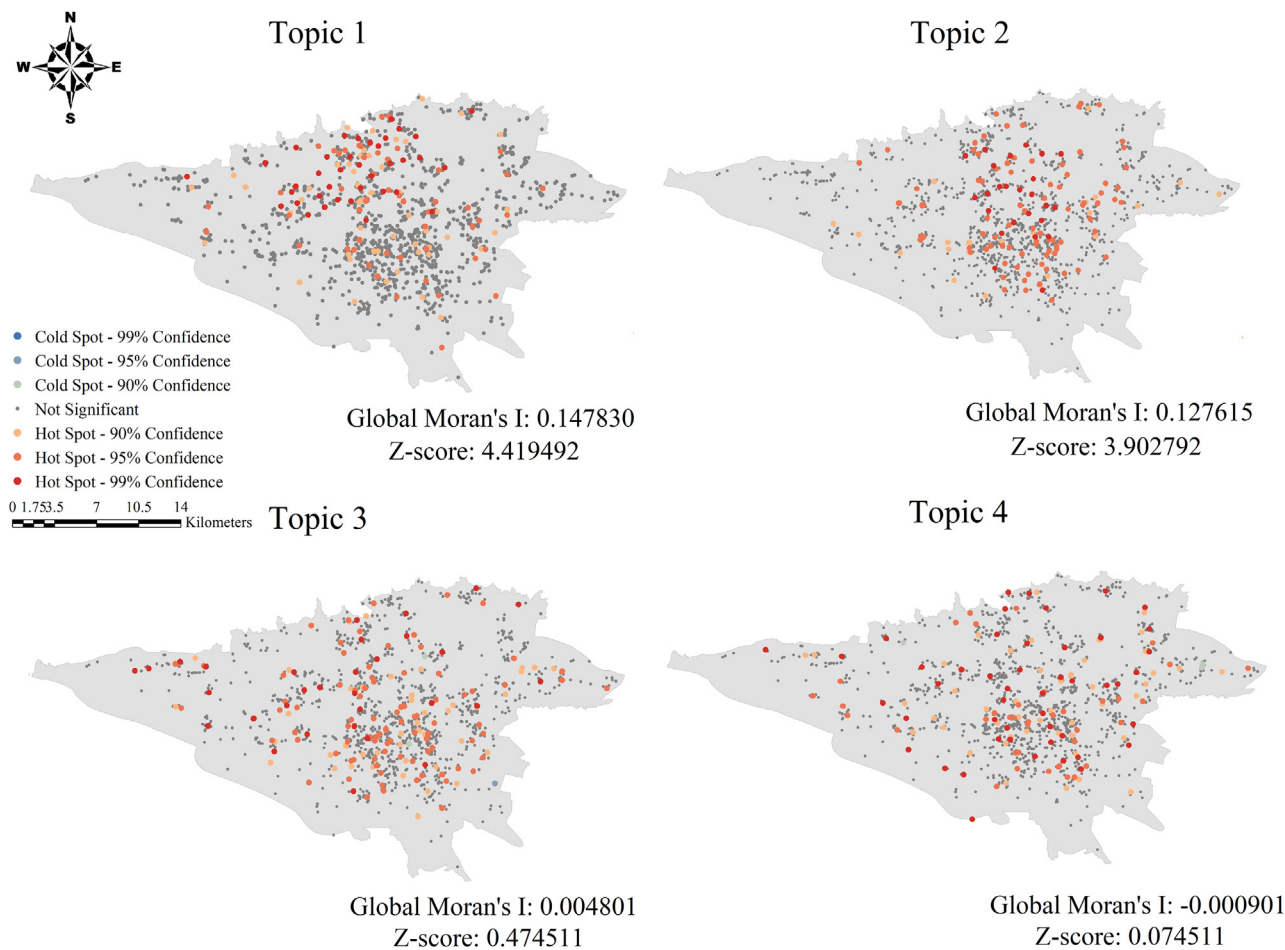 N
W E
S
Topic 1
Topic 2
Cold Spot - 99% Confidence
Cold Spot - 95% Confidence
Cold Spot - 90% Confidence
Not Significant
Hot Spot - 90% Confidence
Hot Spot - 95% Confidence
Hot Spot - 99% Confidence
0 1.753.5 7 10.5 14
Kilometers
Global Moran's I: 0.147830
Z-score: 4.419492
Global Moran's I: 0.127615
Z-score: 3.902792
Topic 3
Topic 4
Global Moran's I: 0.004801
Z-score: 0.474511
Global Moran's I: -0.000901
Z-score: 0.074511